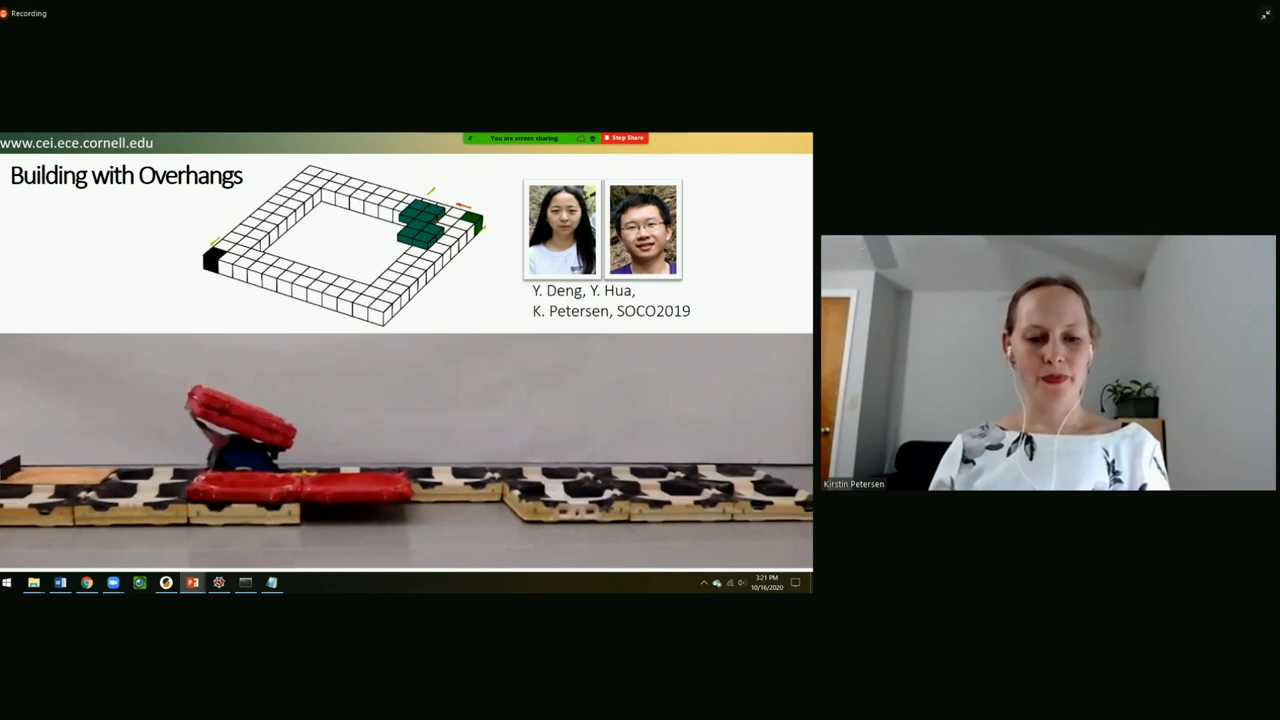 Recording
www.cei.ece.cornell.edu
You are screen sharing
Stop Share
Building with Overhangs
Y. Deng, Y. Hua,
K. Petersen, SOCO2019
Kirstin Petersen
3:21 PM
10/16/2020